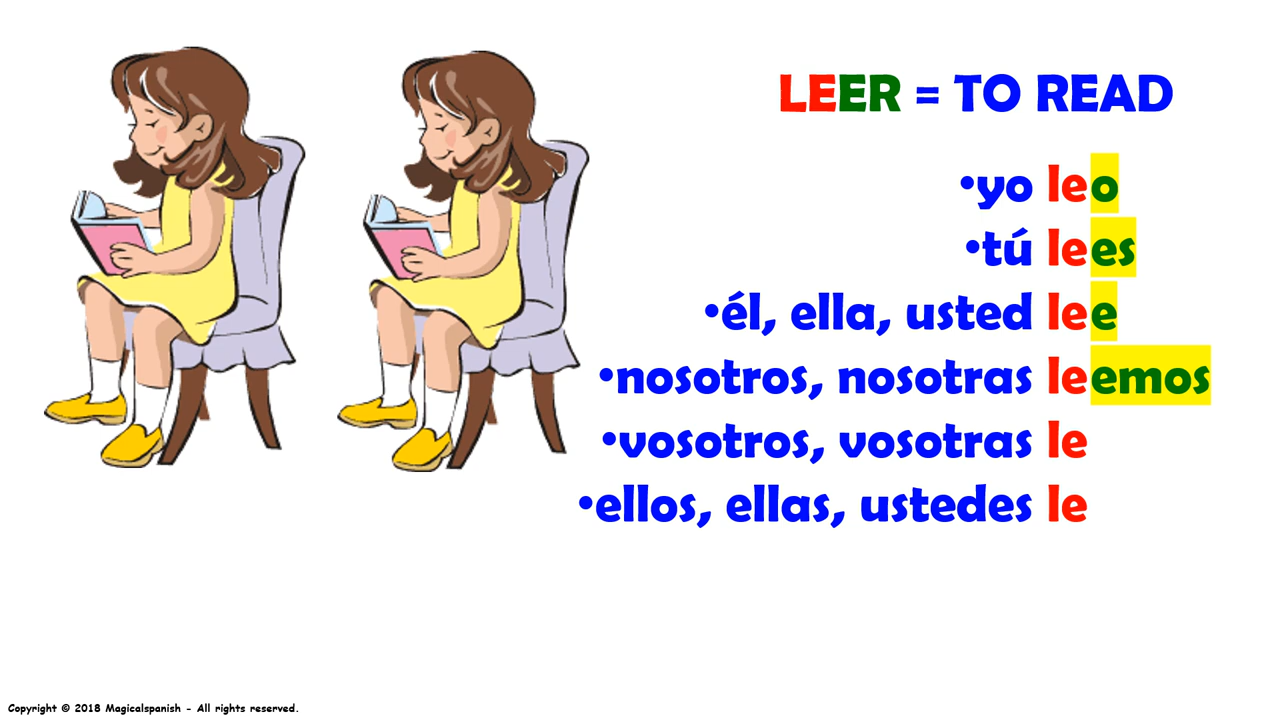 LEER = TO READ
•yo leo
•tú lees
•él, ella, usted lee
•nosotros, nosotras leemos
•vosotros, vosotras le
•ellos, ellas, ustedes le
Copyright © 2018 Magicalspanish - All rights reserved.